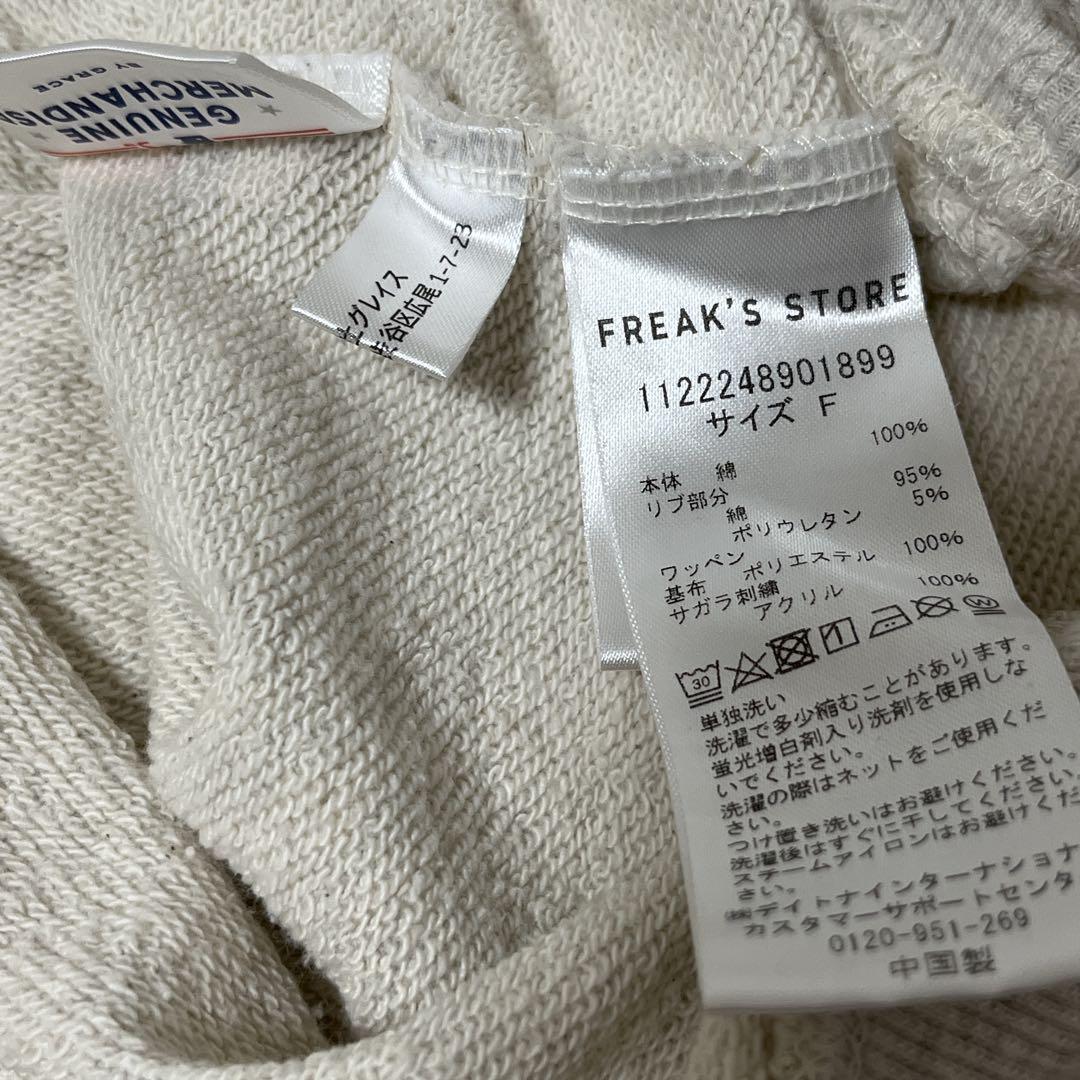 GENUINE
MERCHANDIS
BY GRACE
グレイス
谷区広尾 1-7-23
FREAK'S STORE
1122248901899
サイズ F
本体 綿 100%
リブ部分
綿 95%
ポリウレタン 5%
ワッペン
基布 ポリエステル 100%
サガラ刺繍 アクリル 100%
30
単独洗い
洗濯で多少縮むことがあります。
蛍光増白剤入り洗剤を使用しな
いでください。
洗濯の際はネットをご使用くだ
さい。
つけ置き洗いはお避けください。
洗濯後はすぐに干してください。
スチームアイロンはお避けくだ
さい。
㈱デイトナインターナショナ
カスタマーサポートセンタ
0120-951-269
中国製